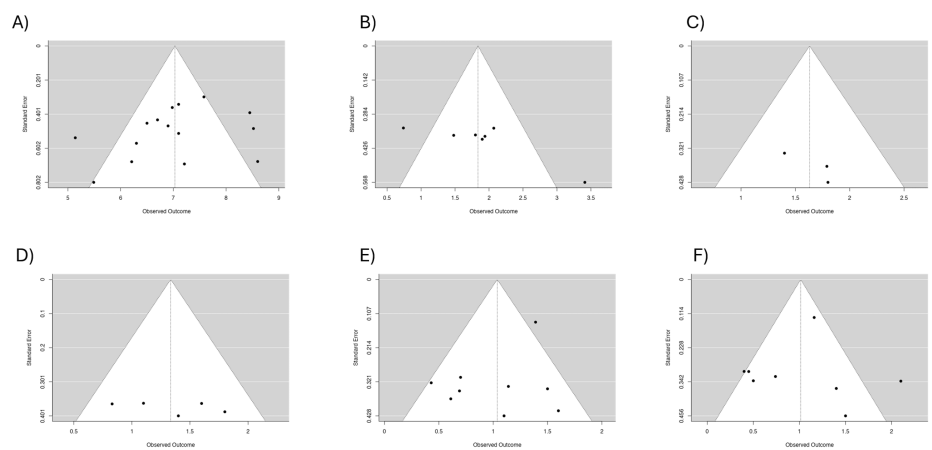 A)
Standard Error
0
0.201
0.401
0.602
0.802
5 6 7 8 9
Observed Outcome
B)
Standard Error
0
0.142
0.284
0.426
0.568
0.5 1 1.5 2 2.5 3 3.5
Observed Outcome
C)
Standard Error
0
0.107
0.214
0.321
0.428
1 1.5 2 2.5
Observed Outcome
D)
Standard Error
0
0.1
0.2
0.301
0.401
0.5 1 1.5 2
Observed Outcome
E)
Standard Error
0
0.107
0.214
0.321
0.428
0 0.5 1 1.5 2
Observed Outcome
F)
Standard Error
0
0.114
0.228
0.342
0.456
0 0.5 1 1.5 2
Observed Outcome